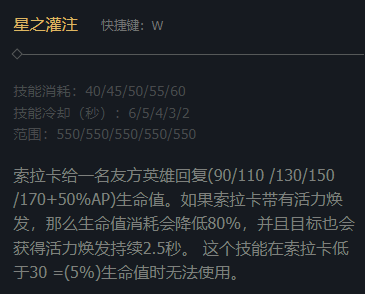 星之灌注 快捷键：W
技能消耗：40/45/50/55/60
技能冷却（秒）：6/5/4/3/2
范围：550/550/550/550/550
索拉卡给一名友方英雄回复(90/110 /130/150
/170+50%AP)生命值。如果索拉卡带有活力焕
发，那么生命值消耗会降低80%，并且目标也会
获得活力焕发持续2.5秒。 这个技能在索拉卡低
于30 =(5%)生命值时无法使用。